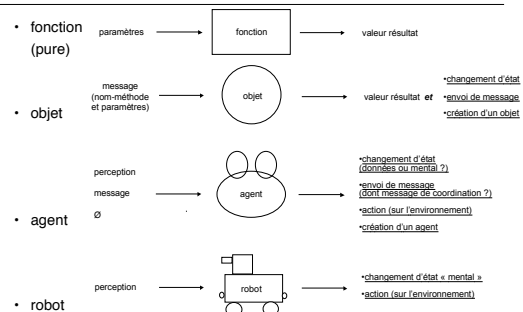 • fonction
(pure)
paramètres
fonction
valeur résultat
• objet
message
(nom-méthode
et paramètres)
objet
valeur résultat et
•changement d'état
•envoi de message
•création d'un objet
• agent
perception
message
Ø
agent
•changement d'état
(données ou mental ?)
•envoi de message
(dont message de coordination ?)
•action (sur l'environnement)
•création d'un agent
• robot
perception
robot
•changement d'état « mental »
•action (sur l'environnement)